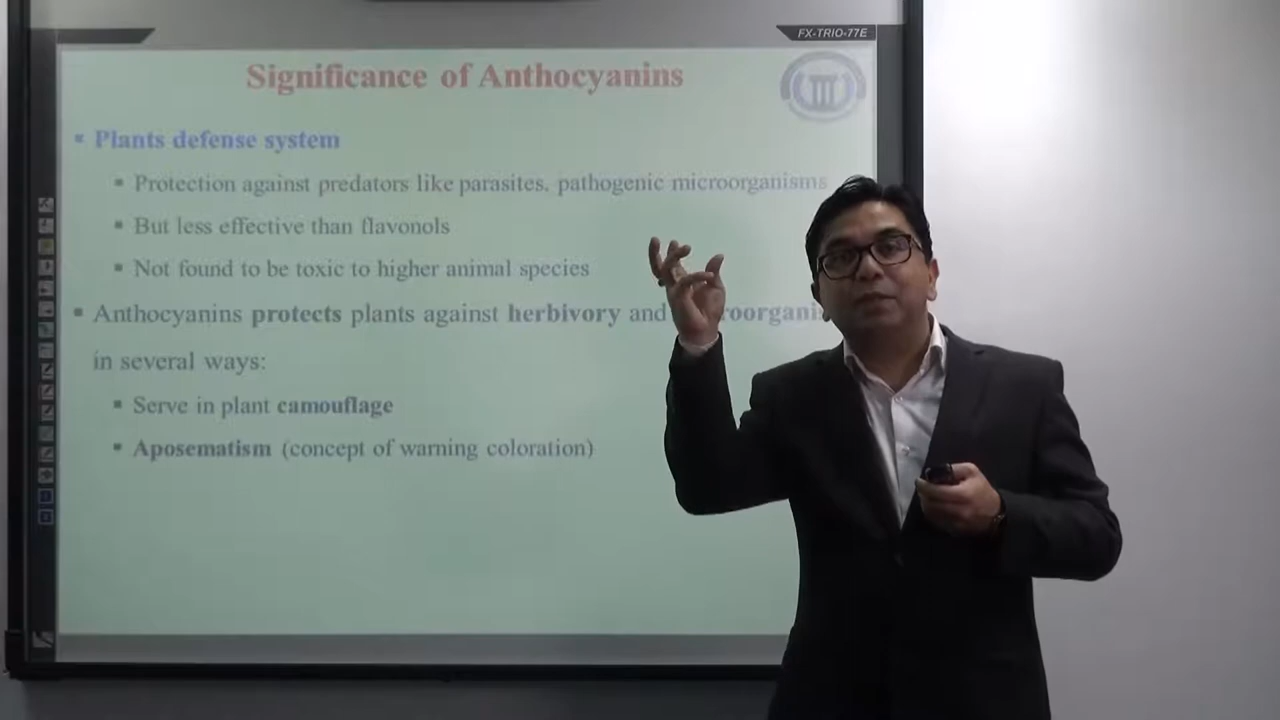 FX-TRIO-77E
Significance of Anthocyanins
Plants defense system
Protection against predators like parasites, pathogenic microorganisms
But less effective than flavonols
Not found to be toxic to higher animal species
Anthocyanins protects plants against herbivory and
in several ways:
Serve in plant camouflage
Aposematism (concept of warning coloration)